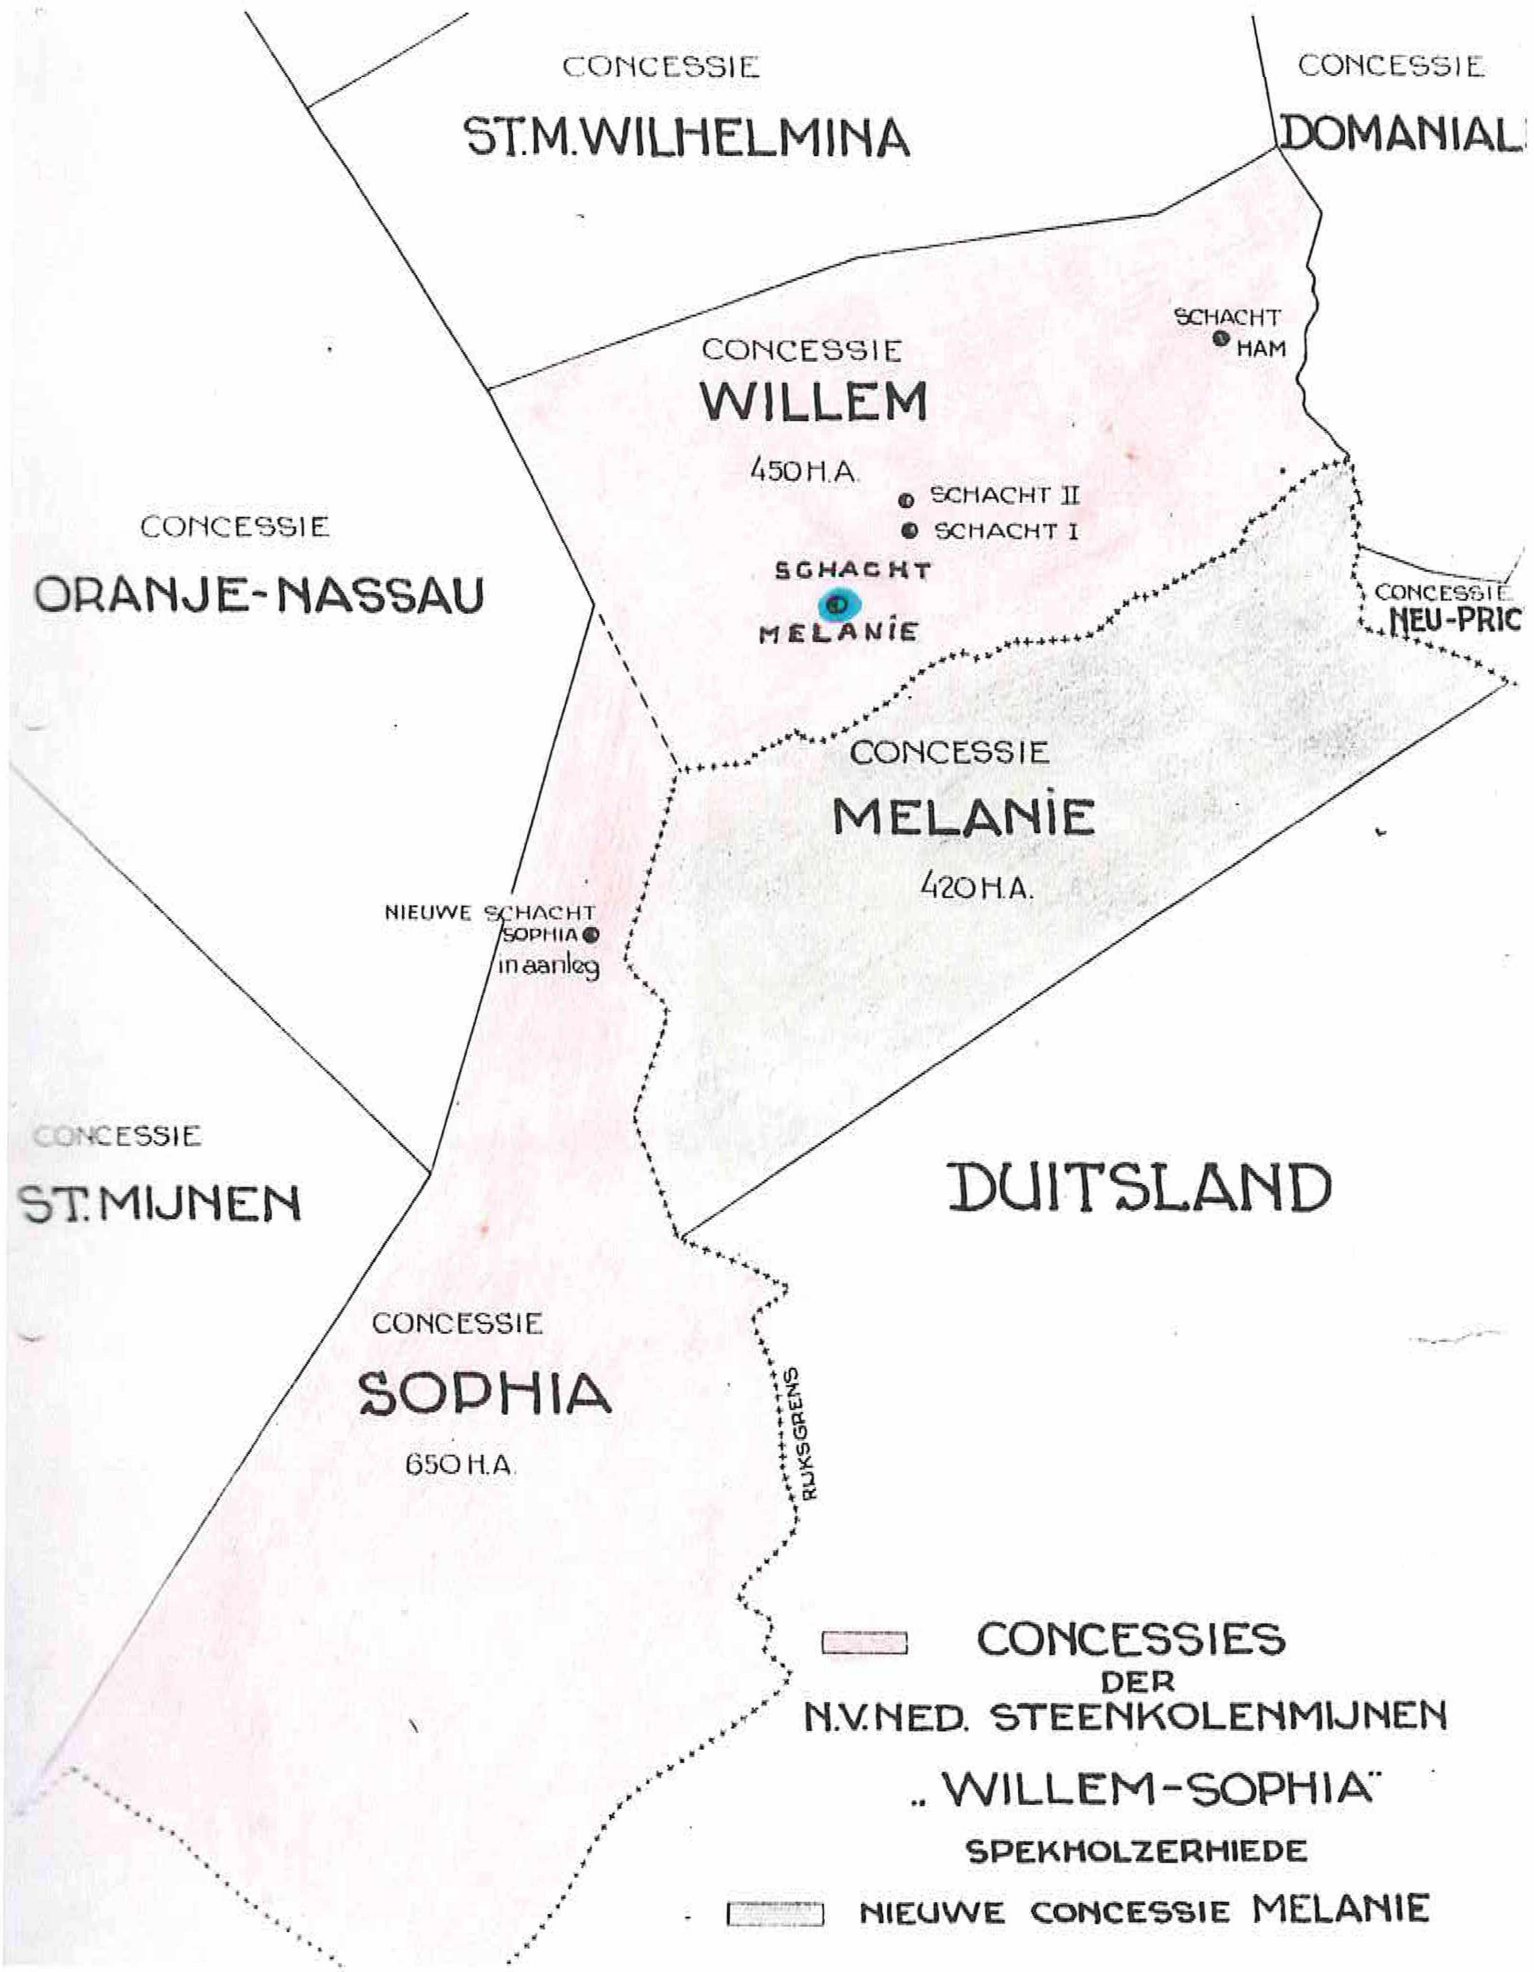 CONCESSIE
ST.M.WILHELMINA
CONCESSIE
DOMANIAL
SCHACHT
HAM
CONCESSIE
WILLEM
450 H.A.
SCHACHT II
SCHACHT I
SCHACHT
MELANIE
CONCESSIE
ORANJE-NASSAU
CONCESSIE
NEU-PRIC
CONCESSIE
MELANIE
420 H.A.
NIEUWE SCHACHT
SOPHIA
in aanleg
CONCESSIE
ST. MIJNEN
DUITSLAND
CONCESSIE
SOPHIA
650 H.A.
RIJKSGRENS
CONCESSIES
DER
N.V. NED. STEENKOLENMIJNEN
„WILLEM-SOPHIA"
SPEKHOLZERHIEDE
NIEUWE CONCESSIE MELANIE